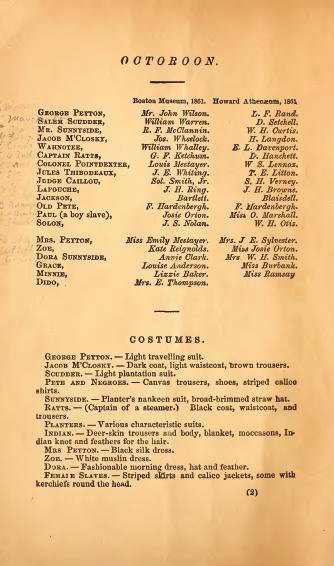 OCTOROON.
Boston Museum, 1861. Howard Athenæum, 1861.
GEORGE PEYTON, Mr. John Wilson. L. F. Rand.
SALEM SCUDDER, William Warren. D. Setchell.
MR. SUNNYSIDE, R. F. McClannin. W. H. Curtis.
JACOB M'CLOSKY, Jos. Wheelock. H. Langdon.
WAHNOTEE, William Whalley. E. L. Davenport.
CAPTAIN RATTS, G. F. Ketchum. D. Hanchett.
COLONEL POINTDEXTER, Louis Mestayer. W S. Lennox.
JULES THIBODEAUX, J. E. Whiting. T. E. Litton.
JUDGE CAILLOU, Sol. Smith, Jr. S. H. Verney.
LAFOUCHE, J. H. Ring. J. H. Browne.
JACKSON, Bartlett. Blaisdell.
OLD PETE, F. Hardenbergh. F. Hardenbergh.
PAUL (a boy slave), Josie Orton. Miss O. Marshall.
SOLON, J. S. Nolan. W. H. Otis.
MRS. PEYTON, Miss Emily Mestayer. Mrs. J E Sylvester.
ZOE, Kate Reignolds. Miss Josie Orton.
DORA SUNNYSIDE, Annie Clark. Mrs W. H. Smith.
GRACE, Louise Anderson. Miss Burbank.
MINNIE, Lizzie Baker. Miss Ramsay
DIDO, Mrs. E. Thompson.
COSTUMES.
GEORGE PEYTON. — Light travelling suit.
JACOB M'CLOSKY. — Dark coat, light waistcoat, brown trousers.
SCUDDER. — Light plantation suit.
PETE AND NEGROES. — Canvas trousers, shoes, striped calico
shirts.
SUNNYSIDE. — Planter's nankeen suit, broad-brimmed straw hat.
RATTS. — (Captain of a steamer.) Black coat, waistcoat, and
trousers.
PLANTERS. — Various characteristic suits.
INDIAN. — Deer-skin trousers and body, blanket, moccasons, In-
dian knot and feathers for the hair.
MRS PEYTON. — Black silk dress.
ZOE. — White muslin dress.
DORA. — Fashionable morning dress, hat and feather.
FEMALE SLAVES. — Striped skirts and calico jackets, some with
kerchiefs round the head.
(2)